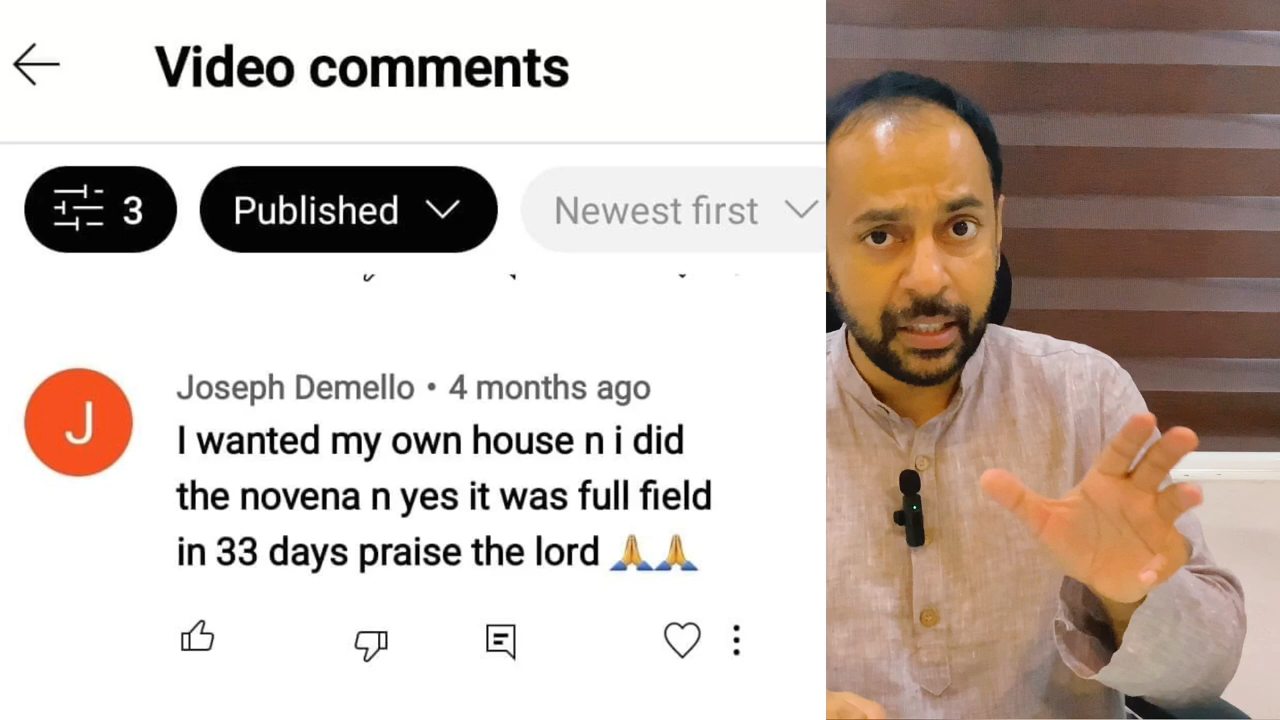 Video comments
3 Published Newest first
J
Joseph Demello • 4 months ago
I wanted my own house n i did
the novena n yes it was full field
in 33 days praise the lord 🙏🙏